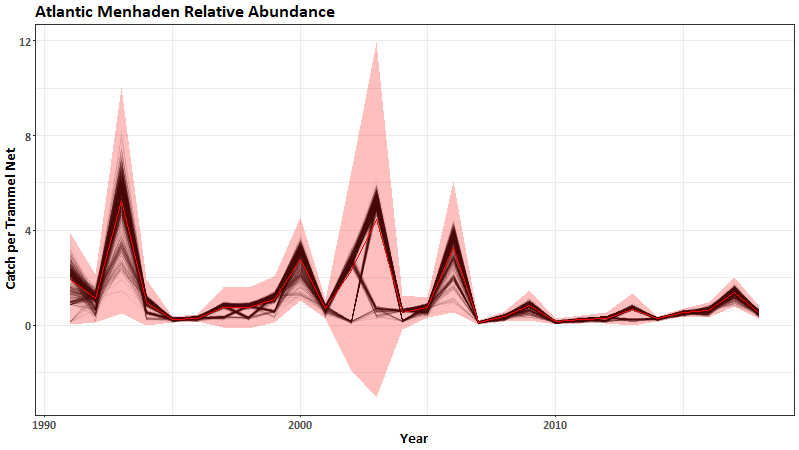 Atlantic Menhaden Relative Abundance
12
8
4
0
Catch per Trammel Net
1990
2000
2010
Year